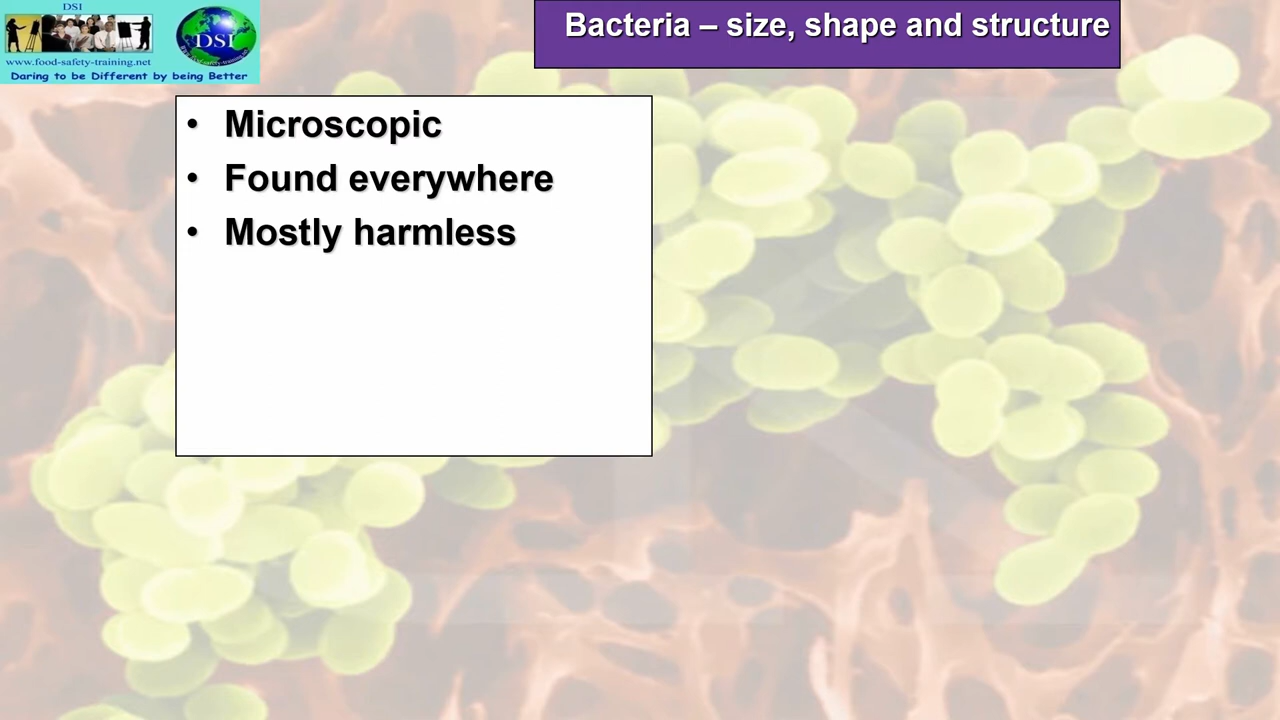 DSI
DSI
www.food-safety-training.net
Daring to be Different by being Better
Bacteria – size, shape and structure
• Microscopic
• Found everywhere
• Mostly harmless